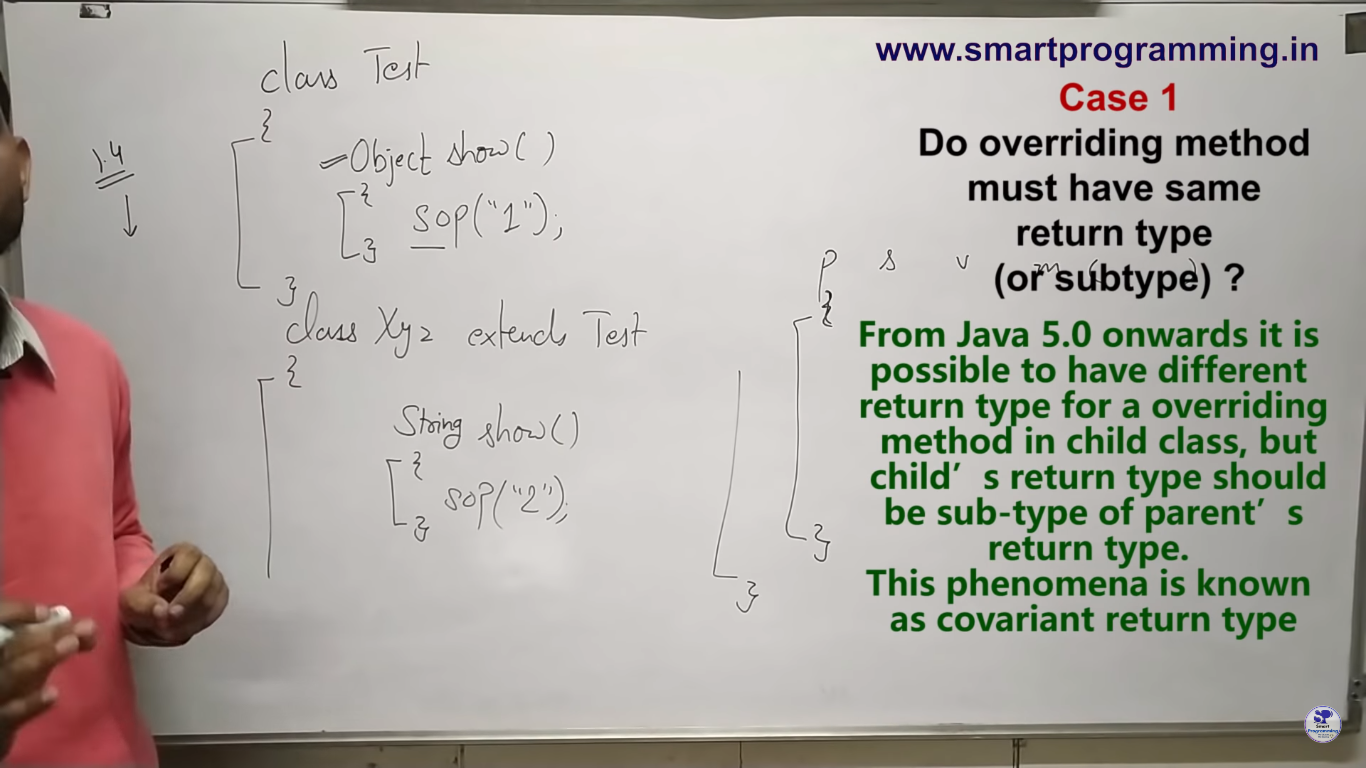 class Test
{
1.4
Object show( )
{
sop("1");
}
}
class Xyz extends Test
{
String show()
{
sop("2");
}
}
p s v m ( )
{
}
www.smartprogramming.in
Case 1
Do overriding method
must have same
return type
(or subtype) ?
From Java 5.0 onwards it is
possible to have different
return type for a overriding
method in child class, but
child’s return type should
be sub-type of parent’s
return type.
This phenomena is known
as covariant return type
Smart
Programming